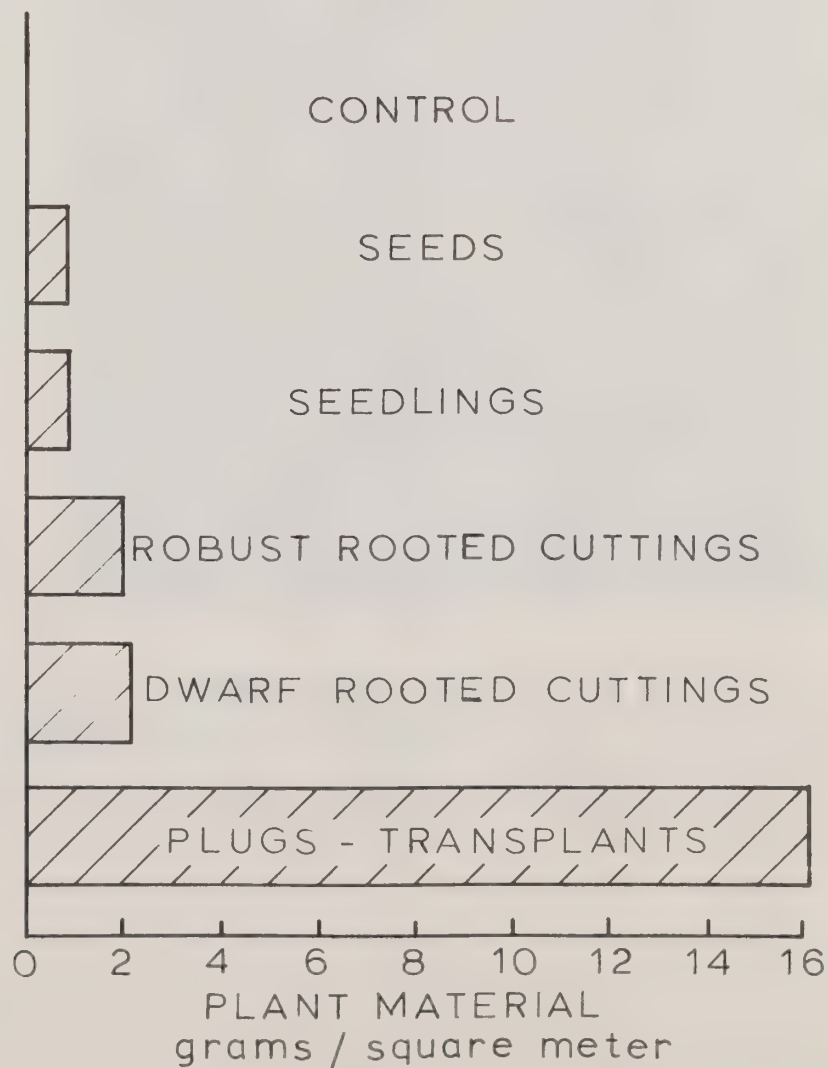 CONTROL
SEEDS
SEEDLINGS
ROBUST ROOTED CUTTINGS
DWARF ROOTED CUTTINGS
PLUGS - TRANSPLANTS
0 2 4 6 8 10 12 14 16
PLANT MATERIAL
grams / square meter